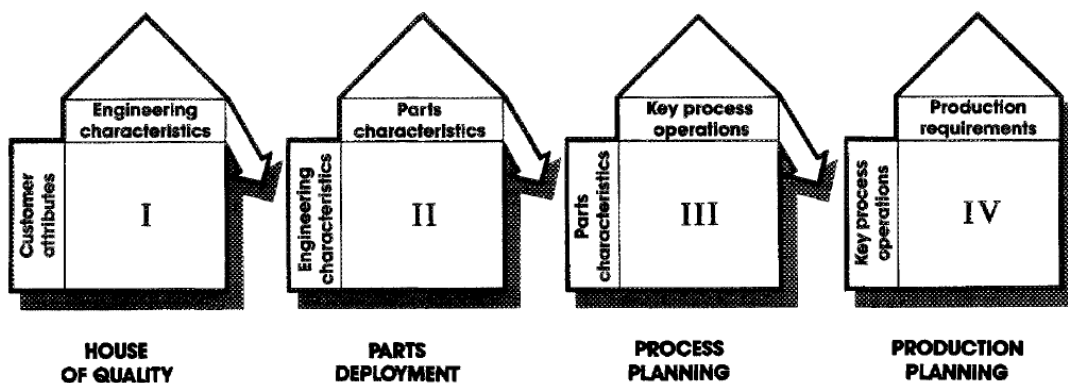 Engineering
characteristics
Customer
attributes
I
HOUSE
OF QUALITY
Parts
characteristics
Engineering
characteristics
II
PARTS
DEPLOYMENT
Key process
operations
Parts
characteristics
III
PROCESS
PLANNING
Production
requirements
Key process
operations
IV
PRODUCTION
PLANNING